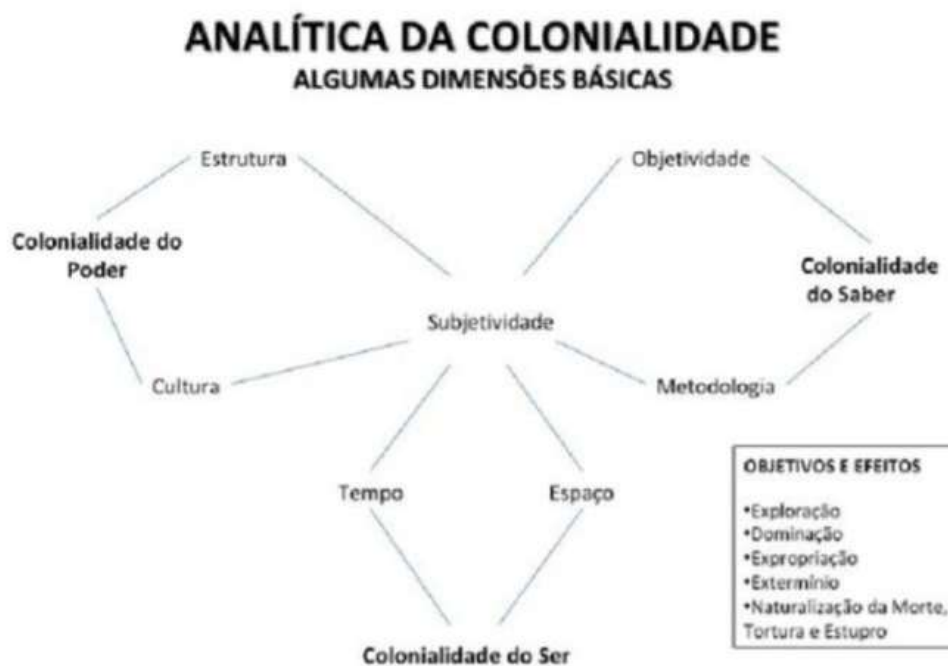 ANALÍTICA DA COLONIALIDADE
ALGUMAS DIMENSÕES BÁSICAS
Estrutura
Objetividade
Colonialidade do
Poder
Colonialidade
do Saber
Subjetividade
Cultura
Metodologia
Tempo
Espaço
OBJETIVOS E EFEITOS
•Exploração
•Dominação
•Expropriação
•Extermínio
•Naturalização da Morte,
Tortura e Estupro
Colonialidade do Ser